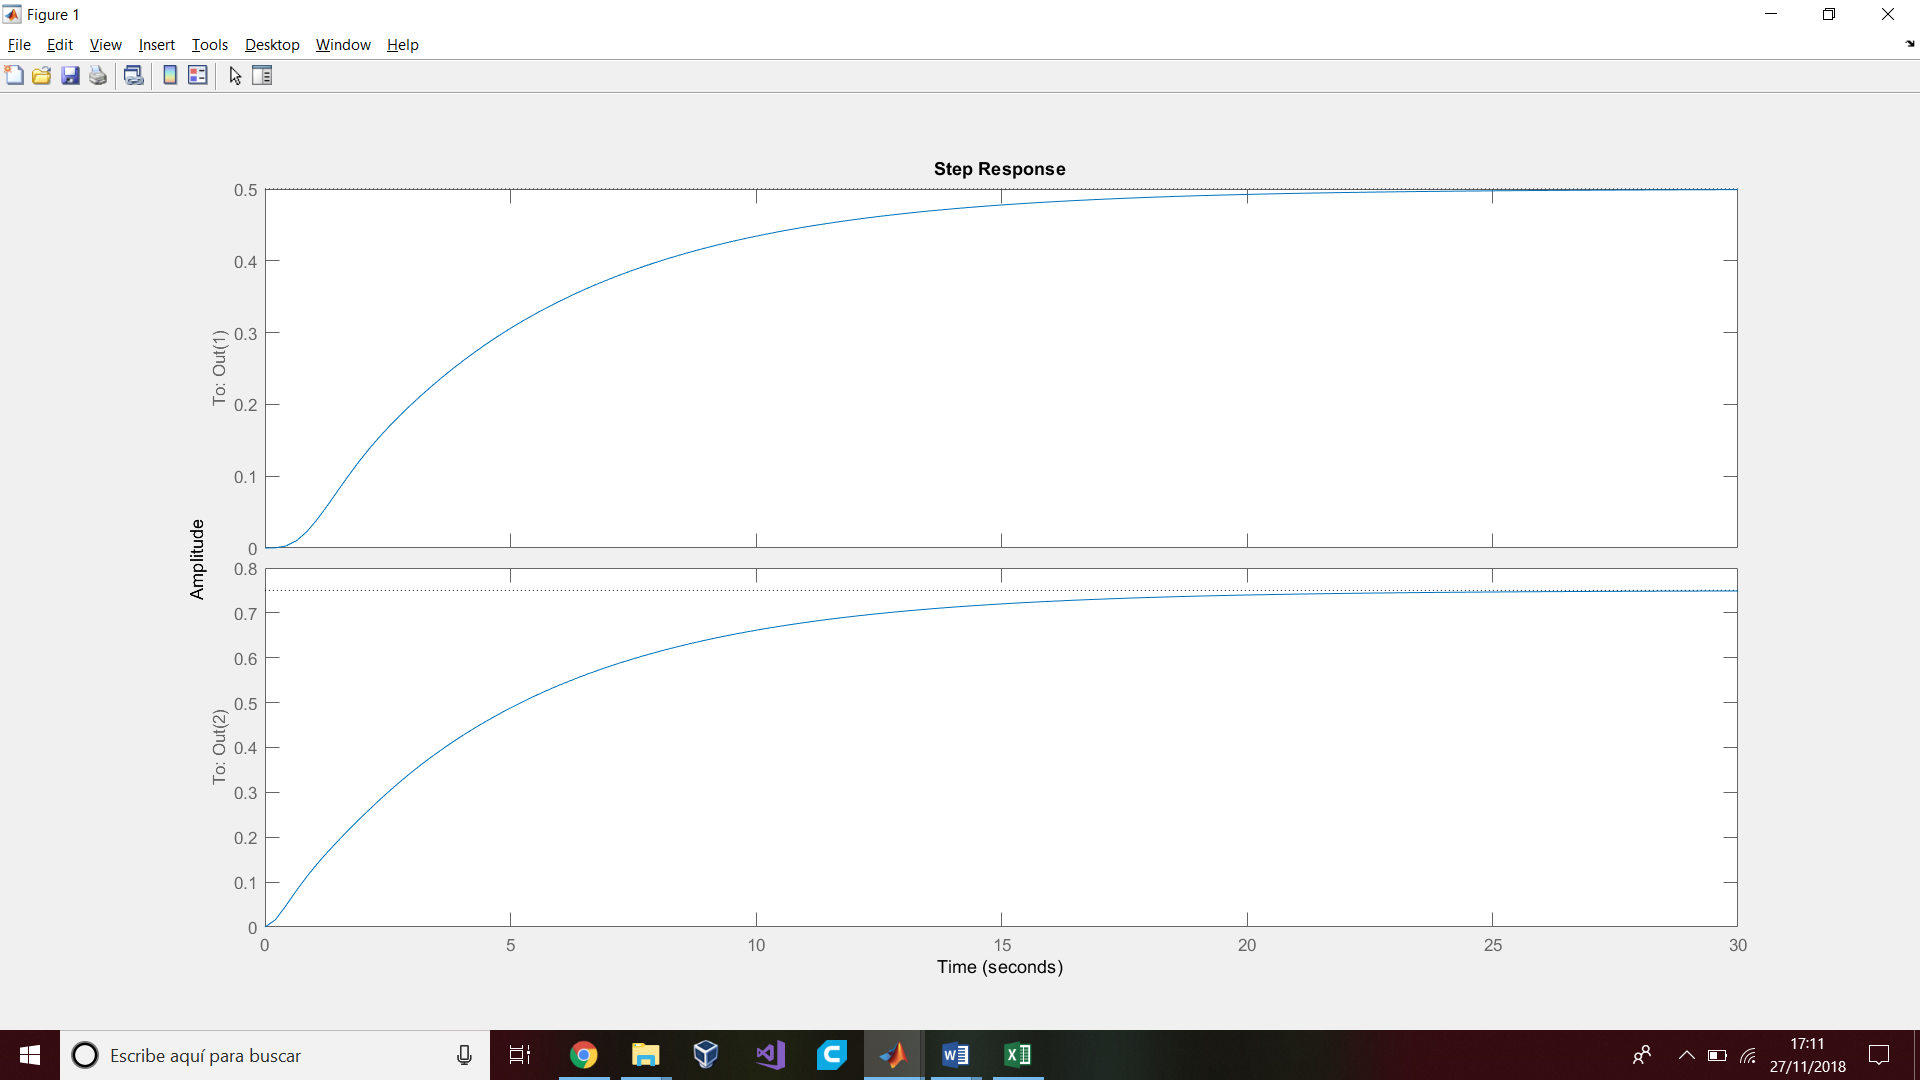 Figure 1
File Edit View Insert Tools Desktop Window Help
Step Response
0.5
0.4
0.3
0.2
0.1
0
To: Out(1)
Amplitude
0.8
0.7
0.6
0.5
0.4
0.3
0.2
0.1
0
To: Out(2)
0 5 10 15 20 25 30
Time (seconds)
Escribe aquí para buscar
17:11
27/11/2018